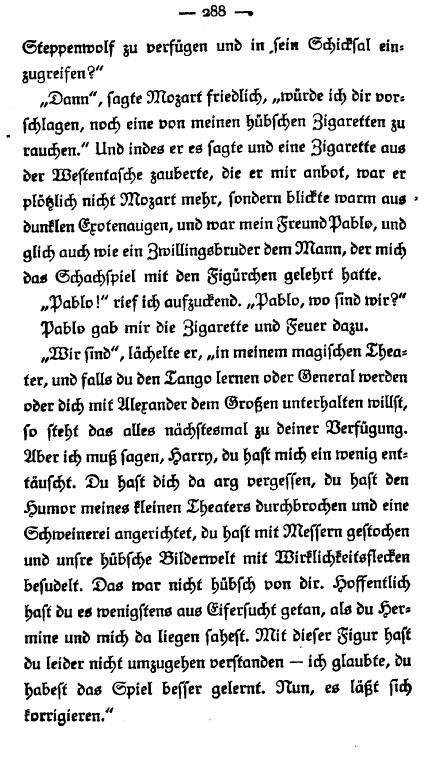 — 288 —
Steppenwolf zu verfügen und in sein Schicksal ein-
zugreifen?“
„Dann“, sagte Mozart friedlich, „würde ich dir vor-
schlagen, noch eine von meinen hübschen Zigaretten zu
rauchen.“ Und indes er es sagte und eine Zigarette aus
der Westentasche zauberte, die er mir anbot, war er
plötzlich nicht Mozart mehr, sondern blickte warm aus
dunklen Exotenaugen, und war mein Freund Pablo, und
glich auch wie ein Zwillingsbruder dem Mann, der mich
das Schachspiel mit den Figürchen gelehrt hatte.
„Pablo!“ rief ich aufzuckend. „Pablo, wo sind wir?“
Pablo gab mir die Zigarette und Feuer dazu.
„Wir sind“, lächelte er, „in meinem magischen Thea-
ter, und falls du den Tango lernen oder General werden
oder dich mit Alexander dem Großen unterhalten willst,
so steht das alles nächstesmal zu deiner Verfügung.
Aber ich muß sagen, Harry, du hast mich ein wenig ent-
täuscht. Du hast dich da arg vergessen, du hast den
Humor meines kleinen Theaters durchbrochen und eine
Schweinerei angerichtet, du hast mit Messern gestochen
und unsre hübsche Bilderwelt mit Wirklichkeitsflecken
besudelt. Das war nicht hübsch von dir. Hoffentlich
hast du es wenigstens aus Eifersucht getan, als du Her-
mine und mich da liegen sahest. Mit dieser Figur hast
du leider nicht umzugehen verstanden — ich glaubte, du
habest das Spiel besser gelernt. Nun, es läßt sich
korrigieren.“